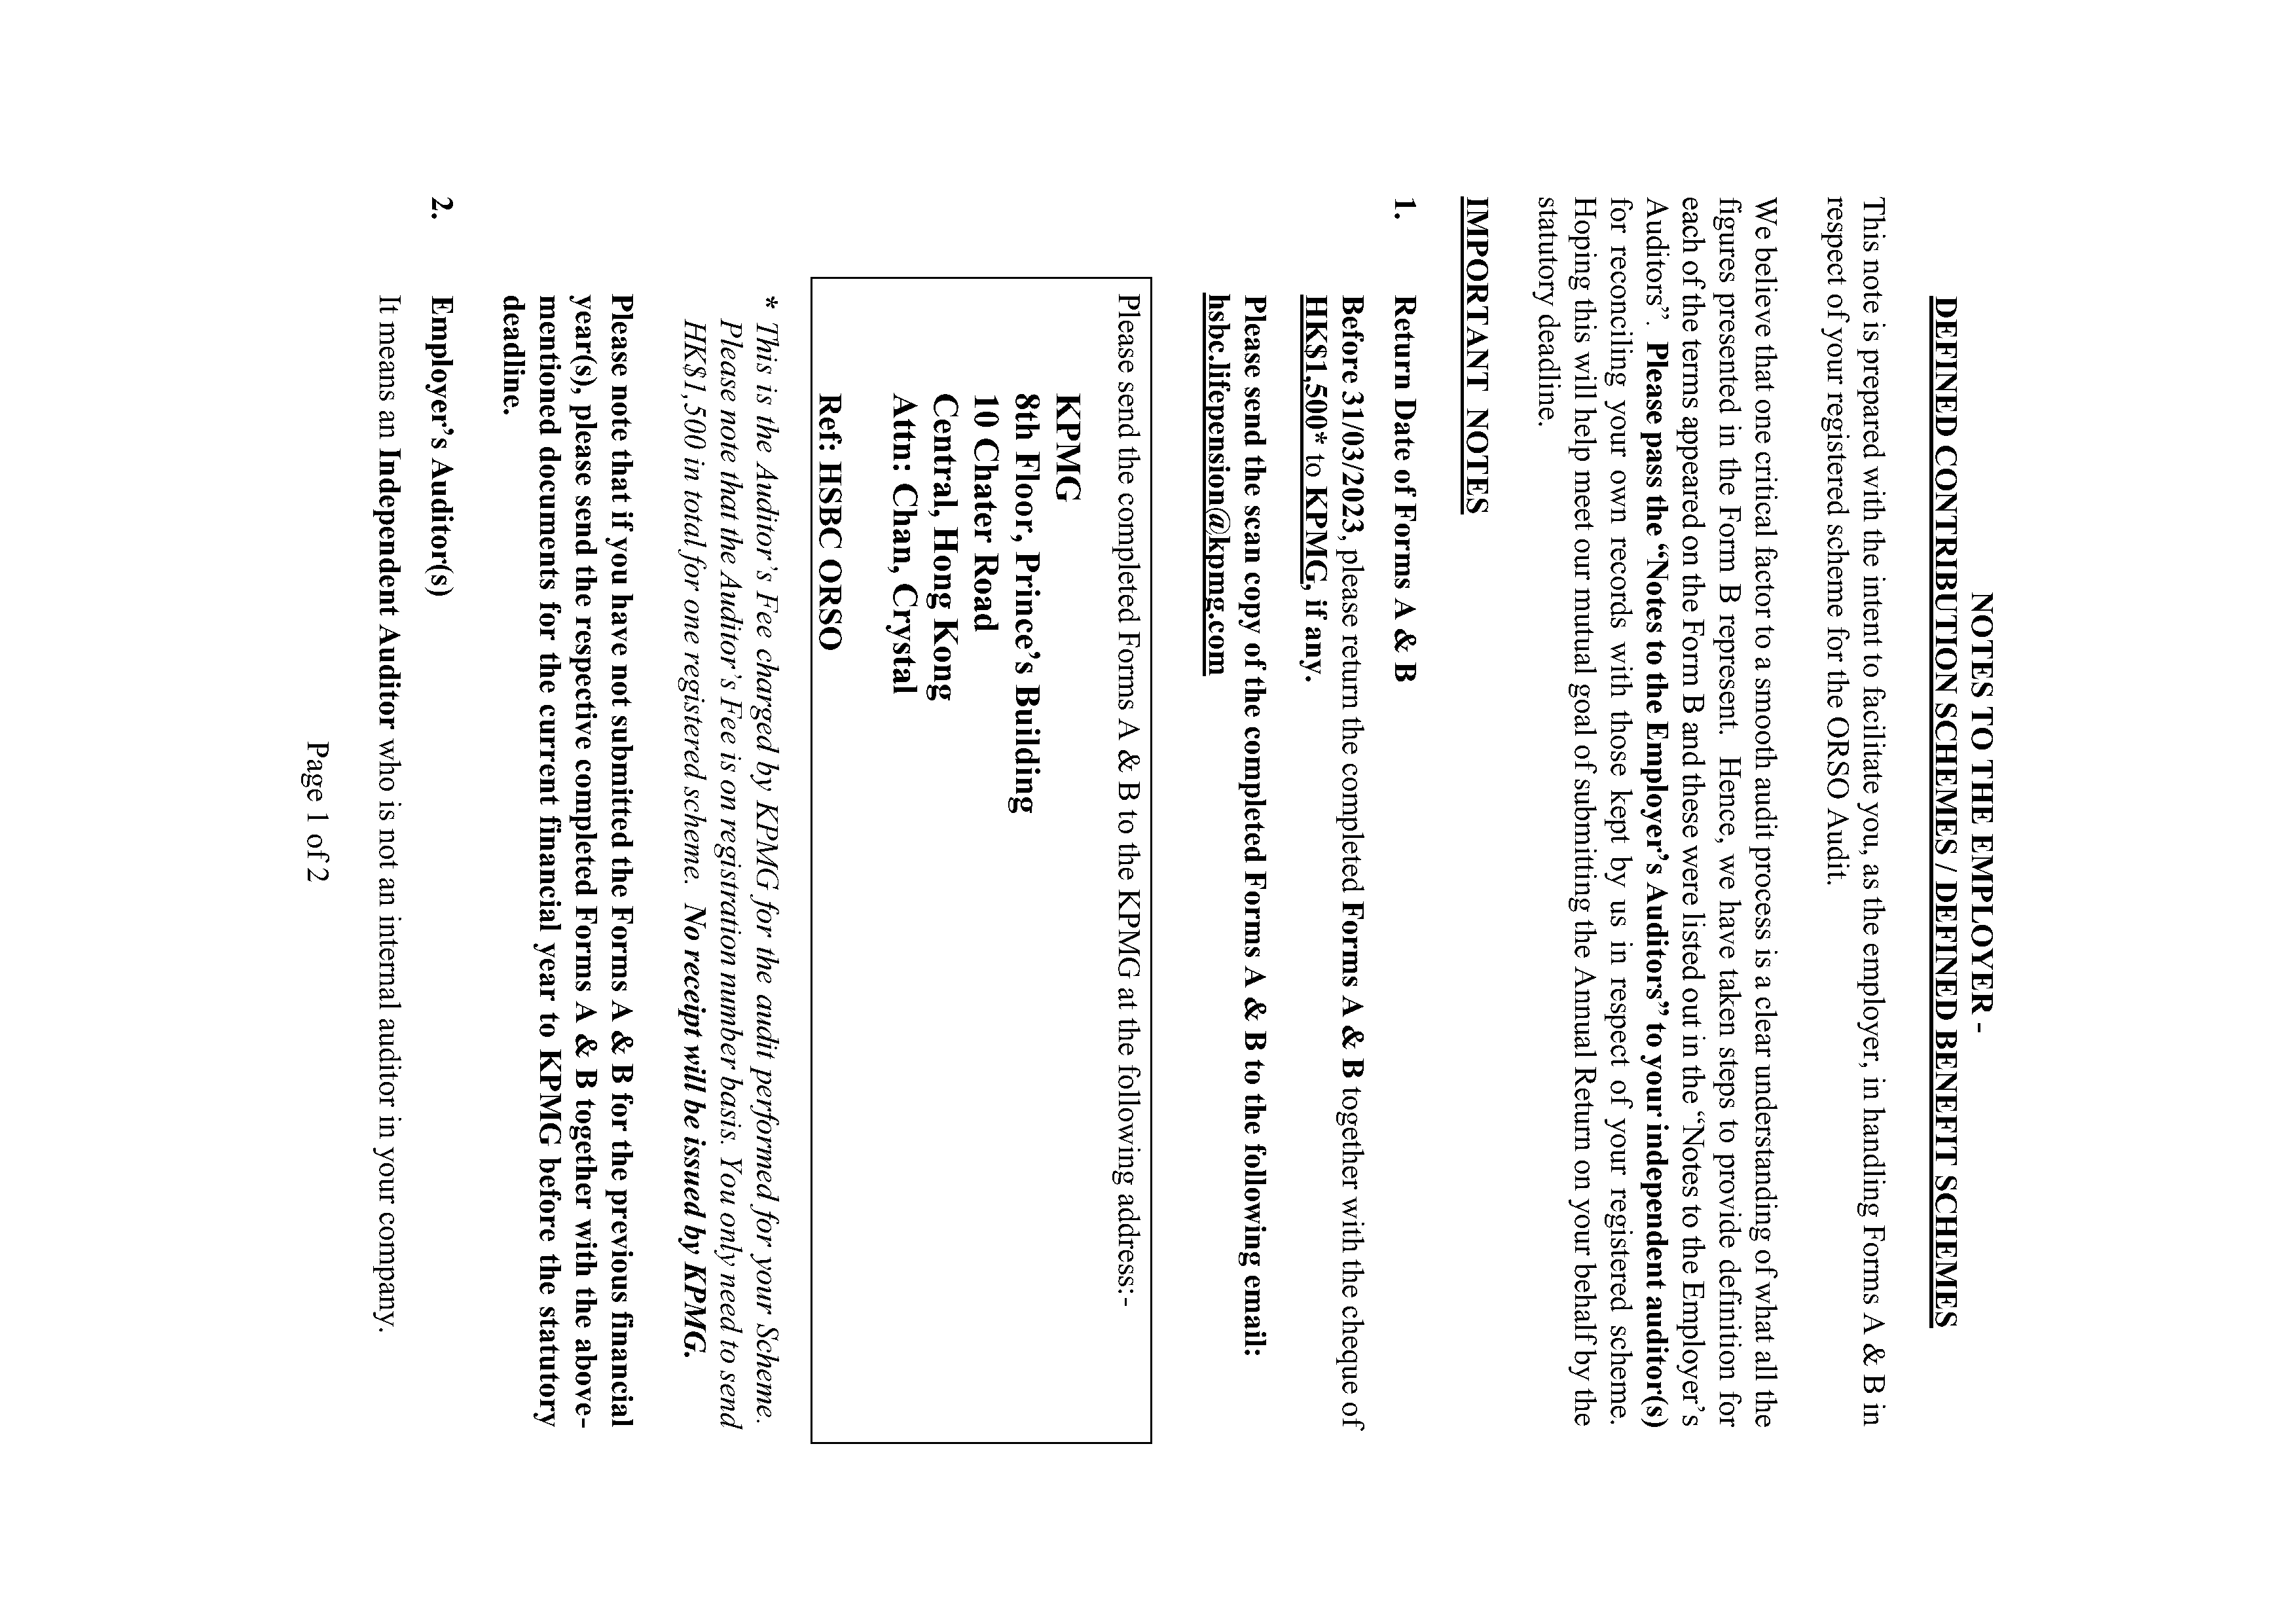 NOTES TO THE EMPLOYER -
DEFINED CONTRIBUTION SCHEMES / DEFINED BENEFIT SCHEMES
This note is prepared with the intent to facilitate you, as the employer, in handling Forms A & B in
respect of your registered scheme for the ORSO Audit.
We believe that one critical factor to a smooth audit process is a clear understanding of what all the
figures presented in the Form B represent. Hence, we have taken steps to provide definition for
each of the terms appeared on the Form B and these were listed out in the “Notes to the Employer’s
Auditors”. Please pass the “Notes to the Employer’s Auditors” to your independent auditor(s)
for reconciling your own records with those kept by us in respect of your registered scheme.
Hoping this will help meet our mutual goal of submitting the Annual Return on your behalf by the
statutory deadline.
IMPORTANT NOTES
1. Return Date of Forms A & B
Before 31/03/2023, please return the completed Forms A & B together with the cheque of
HK$1,500* to KPMG, if any.
Please send the scan copy of the completed Forms A & B to the following email:
hsbc.lifepension@kpmg.com
Please send the completed Forms A & B to the KPMG at the following address:-
KPMG
8th Floor, Prince’s Building
10 Chater Road
Central, Hong Kong
Attn: Chan, Crystal
Ref: HSBC ORSO
* This is the Auditor’s Fee charged by KPMG for the audit performed for your Scheme.
Please note that the Auditor’s Fee is on registration number basis. You only need to send
HK$1,500 in total for one registered scheme. No receipt will be issued by KPMG.
Please note that if you have not submitted the Forms A & B for the previous financial
year(s), please send the respective completed Forms A & B together with the above-
mentioned documents for the current financial year to KPMG before the statutory
deadline.
2. Employer’s Auditor(s)
It means an Independent Auditor who is not an internal auditor in your company.
Page 1 of 2